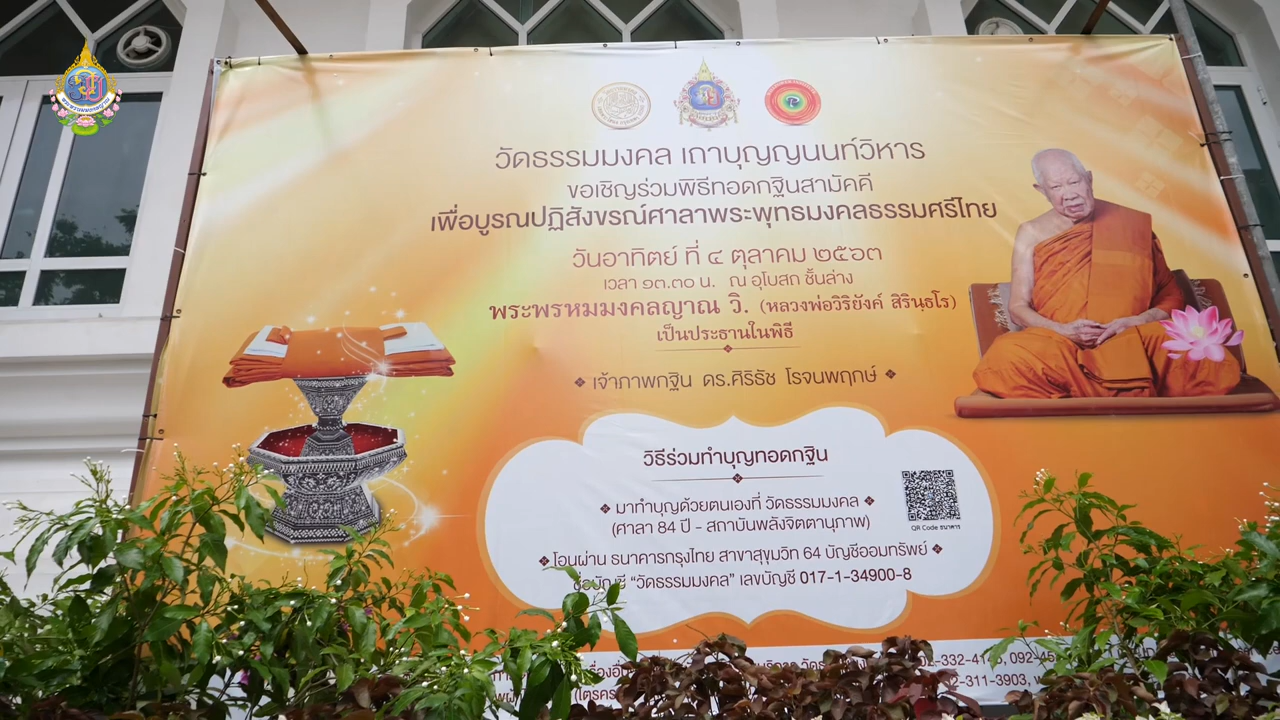 วัดธรรมมงคล เถาบุญญนนท์วิหาร
ขอเชิญร่วมพิธีทอดกฐินสามัคคี
เพื่อบูรณปฏิสังขรณ์ศาลาพระพุทธมงคลธรรมศรีไทย
วันอาทิตย์ ที่ ๔ ตุลาคม ๒๕๖๓
เวลา ๑๓.๓๐ น. ณ อุโบสถ ชั้นล่าง
พระพรหมมงคลญาณ วิ. (หลวงพ่อวิริยังค์ สิรินฺธโร)
เป็นประธานในพิธี
เจ้าภาพกฐิน ดร.ศิริธัช โรจนพฤกษ์
วิธีร่วมทำบุญทอดกฐิน
มาทำบุญด้วยตนเองที่ วัดธรรมมงคล
(ศาลา 84 ปี - สถาบันพลังจิตตานุภาพ)
QR Code ธนาคาร
โอนผ่าน ธนาคารกรุงไทย สาขาสุขุมวิท 64 บัญชีออมทรัพย์
ชื่อบัญชี “วัดธรรมมงคล” เลขบัญชี 017-1-34900-8